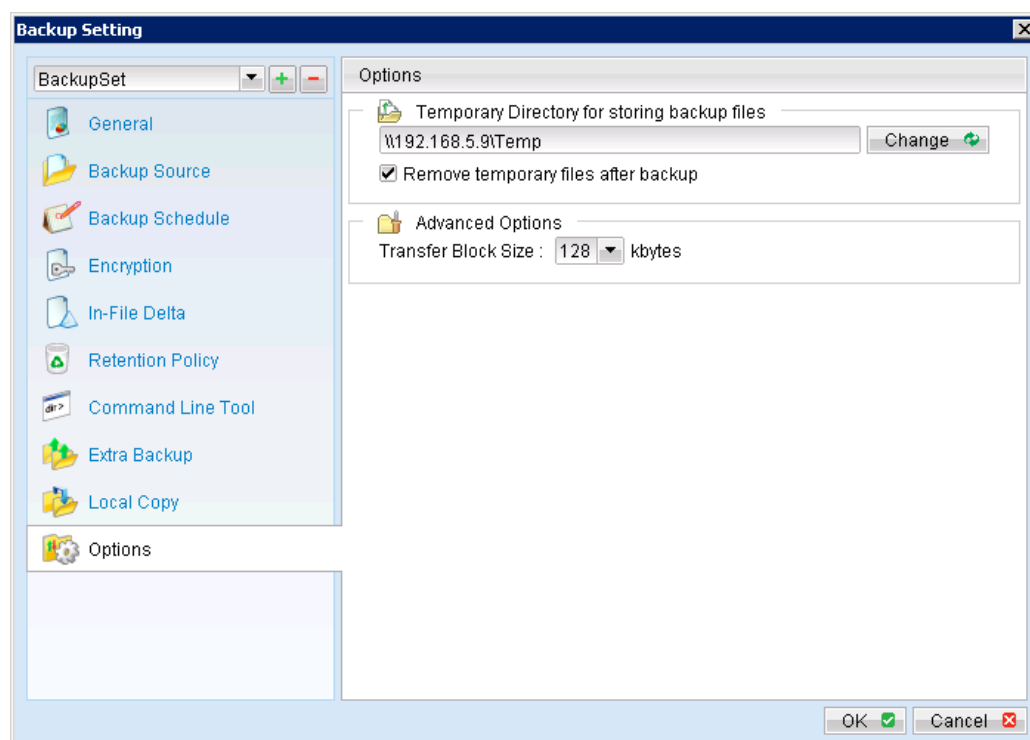 Backup Setting
BackupSet
General
Backup Source
Backup Schedule
Encryption
In-File Delta
Retention Policy
dir>
Command Line Tool
Extra Backup
Local Copy
Options
Options
Temporary Directory for storing backup files
\\192.168.5.9\Temp
Change
Remove temporary files after backup
Advanced Options
Transfer Block Size : 128 kbytes
OK
Cancel